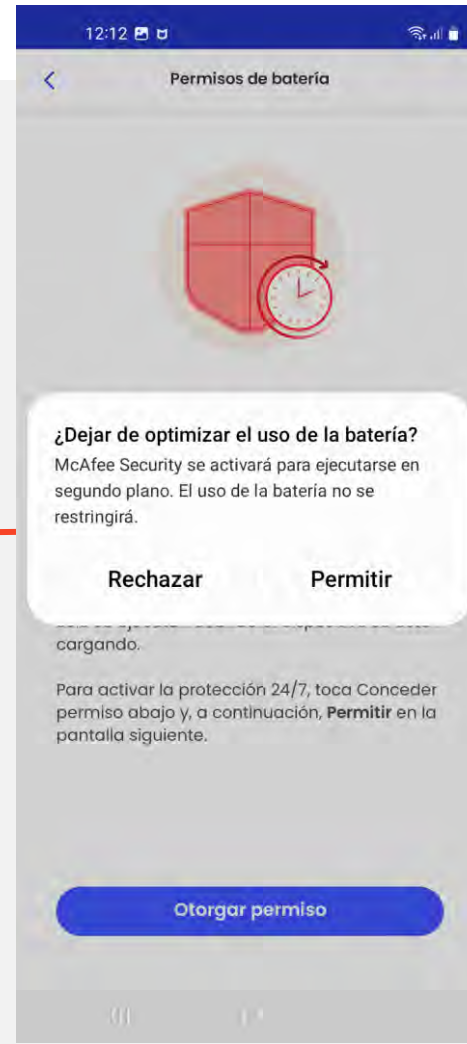 12:12
Permisos de batería
¿Dejar de optimizar el uso de la batería?
McAfee Security se activará para ejecutarse en
segundo plano. El uso de la batería no se
restringirá.
Rechazar Permitir
cargando.
Para activar la protección 24/7, toca Conceder
permiso abajo y, a continuación, Permitir en la
pantalla siguiente.
Otorgar permiso